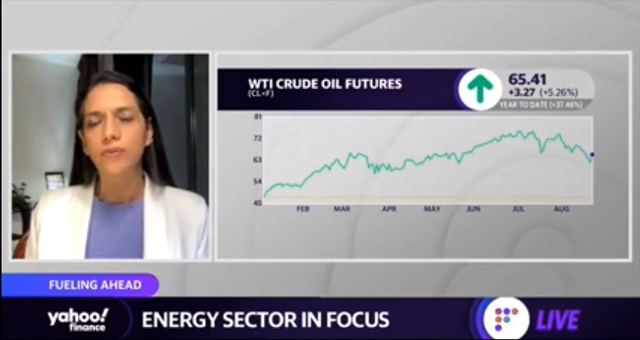 WTI CRUDE OIL FUTURES
(CL=F)
65.41
+3.27 (+5.26%)
YEAR TO DATE (+37.46%)
81
72
63
54
45
FEB MAR APR MAY JUN JUL AUG
FUELING AHEAD
yahoo!
finance
ENERGY SECTOR IN FOCUS
LIVE